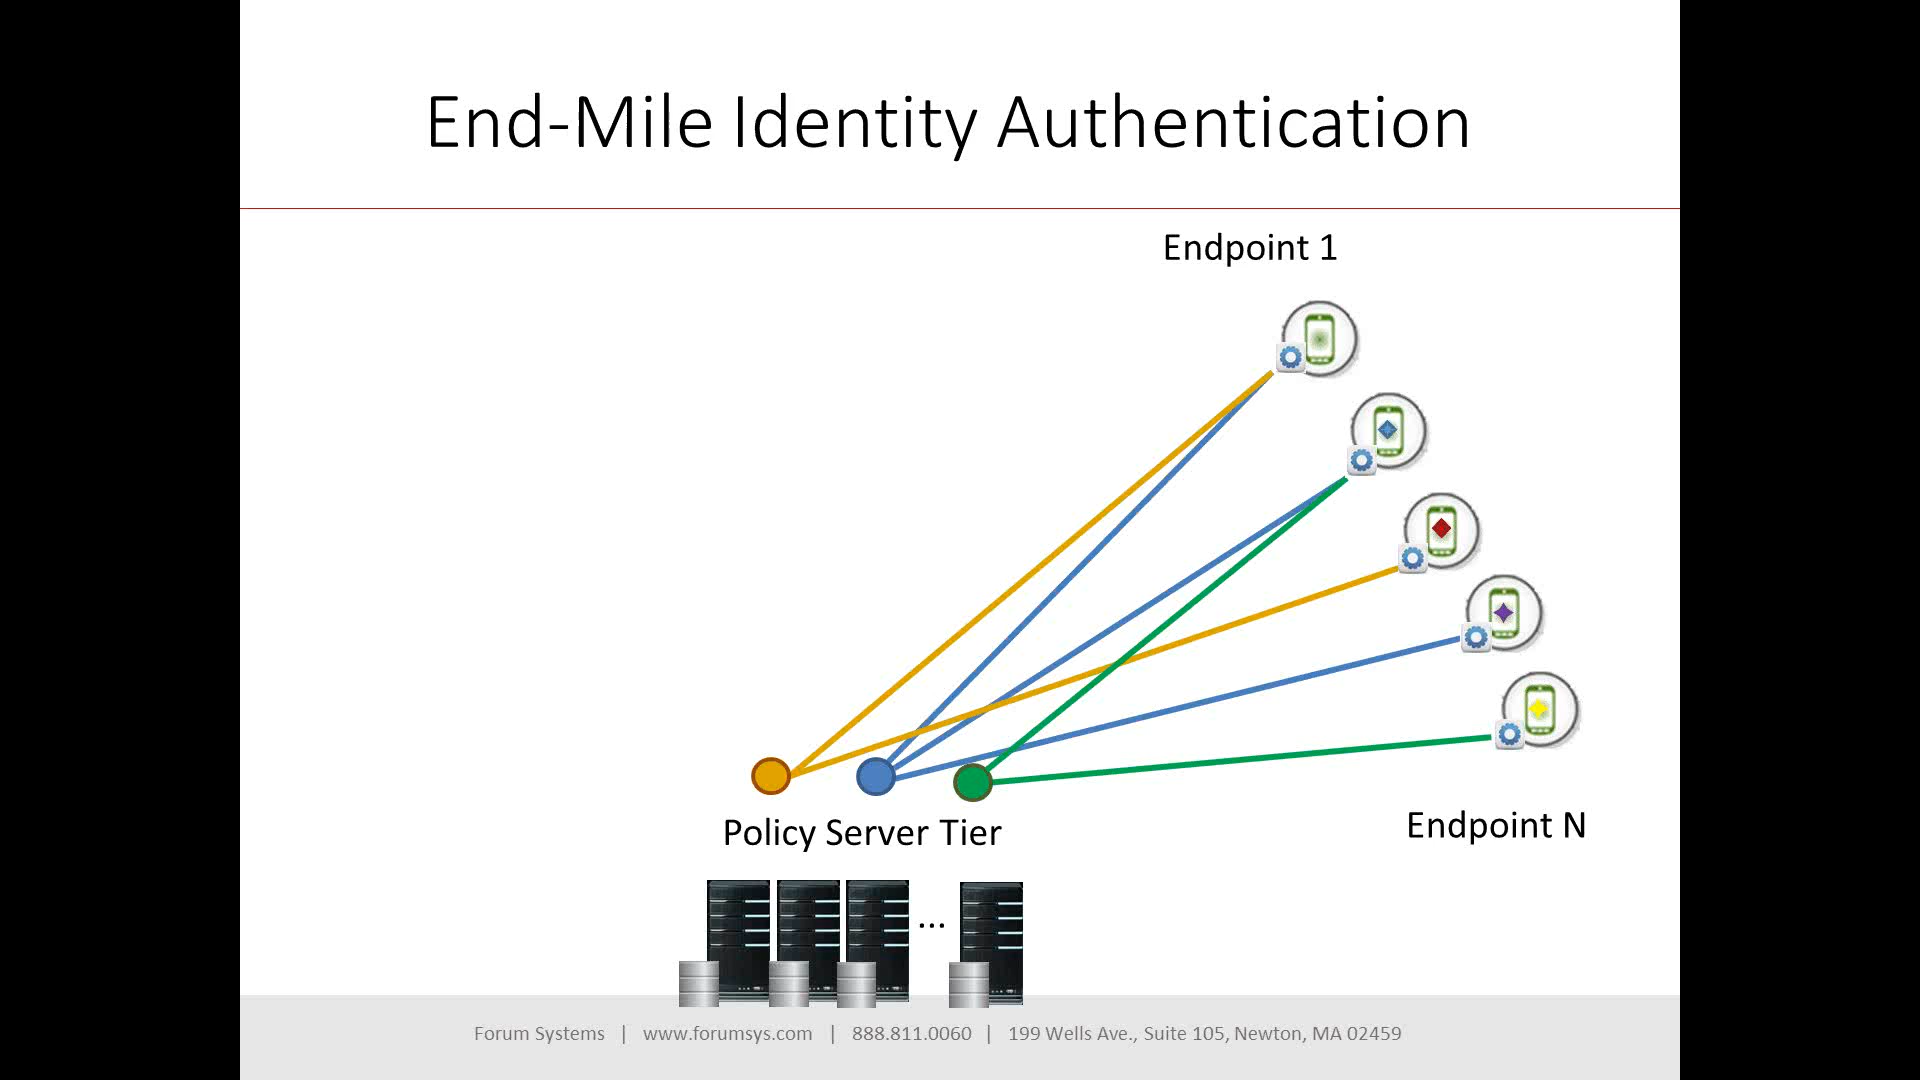 End-Mile Identity Authentication
Endpoint 1
Policy Server Tier
Endpoint N
...
Forum Systems | www.forumsys.com | 888.811.0060 | 199 Wells Ave., Suite 105, Newton, MA 02459